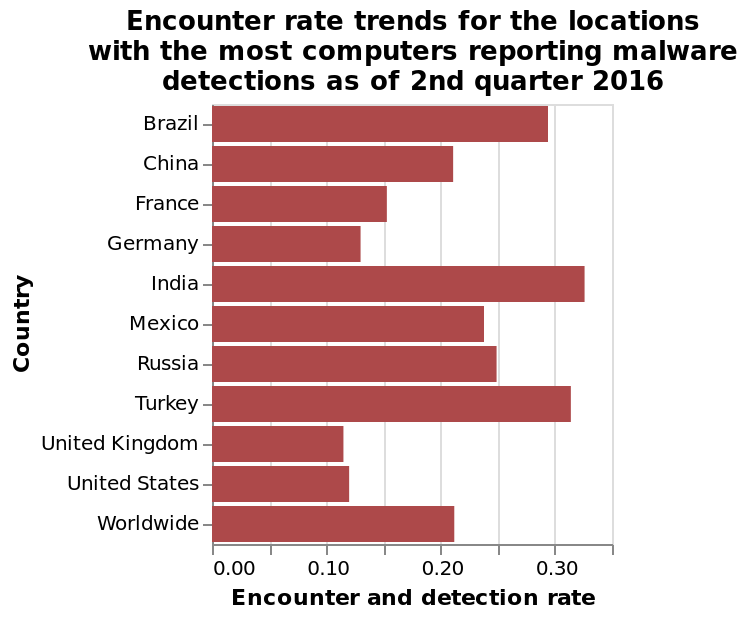 Encounter rate trends for the locations
with the most computers reporting malware
detections as of 2nd quarter 2016
Country
Brazil
China
France
Germany
India
Mexico
Russia
Turkey
United Kingdom
United States
Worldwide
0.00 0.10 0.20 0.30
Encounter and detection rate